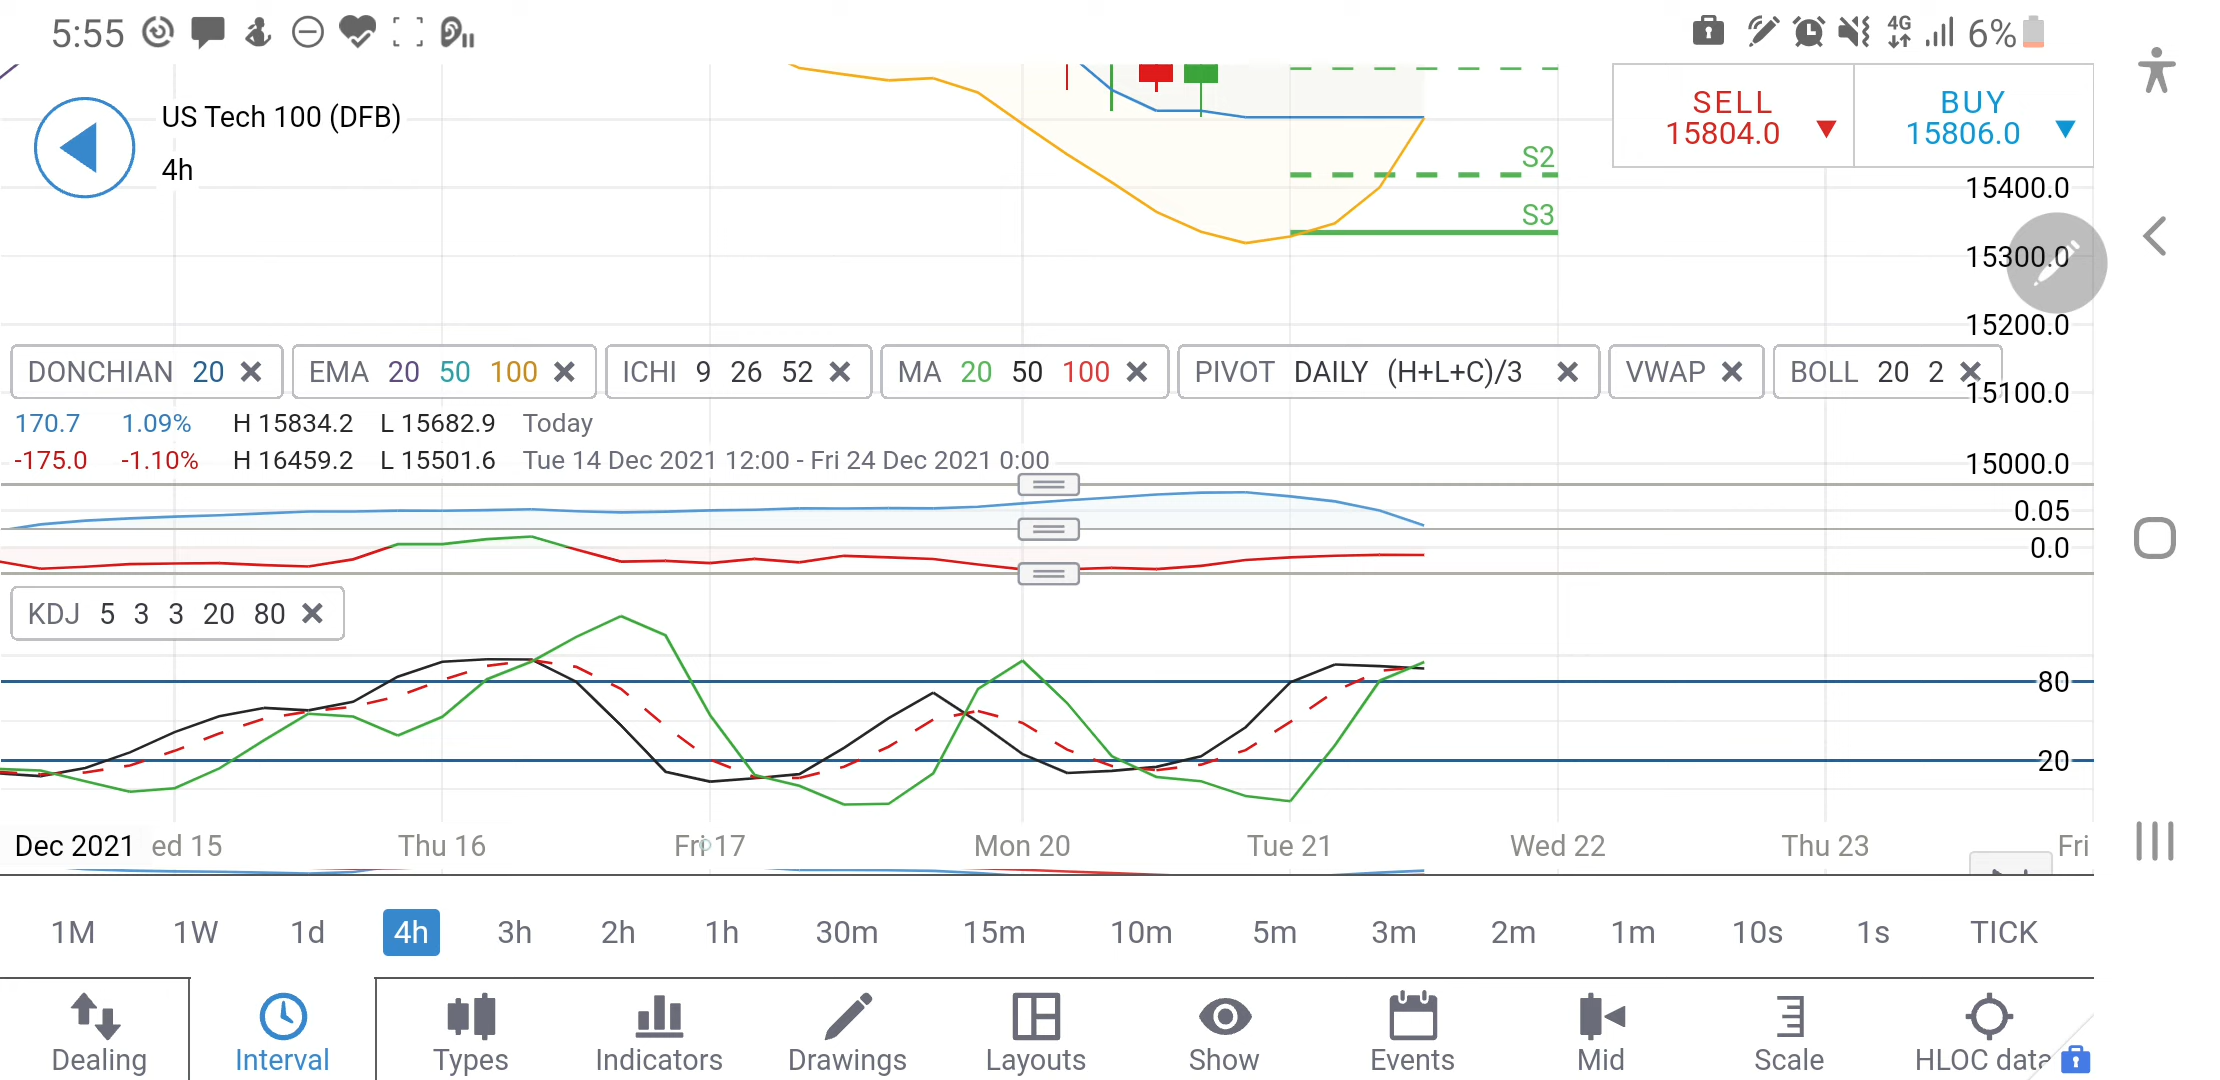 5:55
4G
6%
US Tech 100 (DFB)
4h
SELL
15804.0
BUY
15806.0
S2
S3
15400.0
15300.0
15200.0
DONCHIAN 20
EMA 20 50 100
ICHI 9 26 52
MA 20 50 100
PIVOT DAILY (H+L+C)/3
VWAP
BOLL 20 2
15100.0
170.7 1.09% H 15834.2 L 15682.9 Today
-175.0 -1.10% H 16459.2 L 15501.6 Tue 14 Dec 2021 12:00 - Fri 24 Dec 2021 0:00
15000.0
0.05
0.0
KDJ 5 3 3 20 80
80
20
Dec 2021 ed 15 Thu 16 Fri 17 Mon 20 Tue 21 Wed 22 Thu 23 Fri
1M 1W 1d 4h 3h 2h 1h 30m 15m 10m 5m 3m 2m 1m 10s 1s TICK
Dealing Interval Types Indicators Drawings Layouts Show Events Mid Scale HLOC data